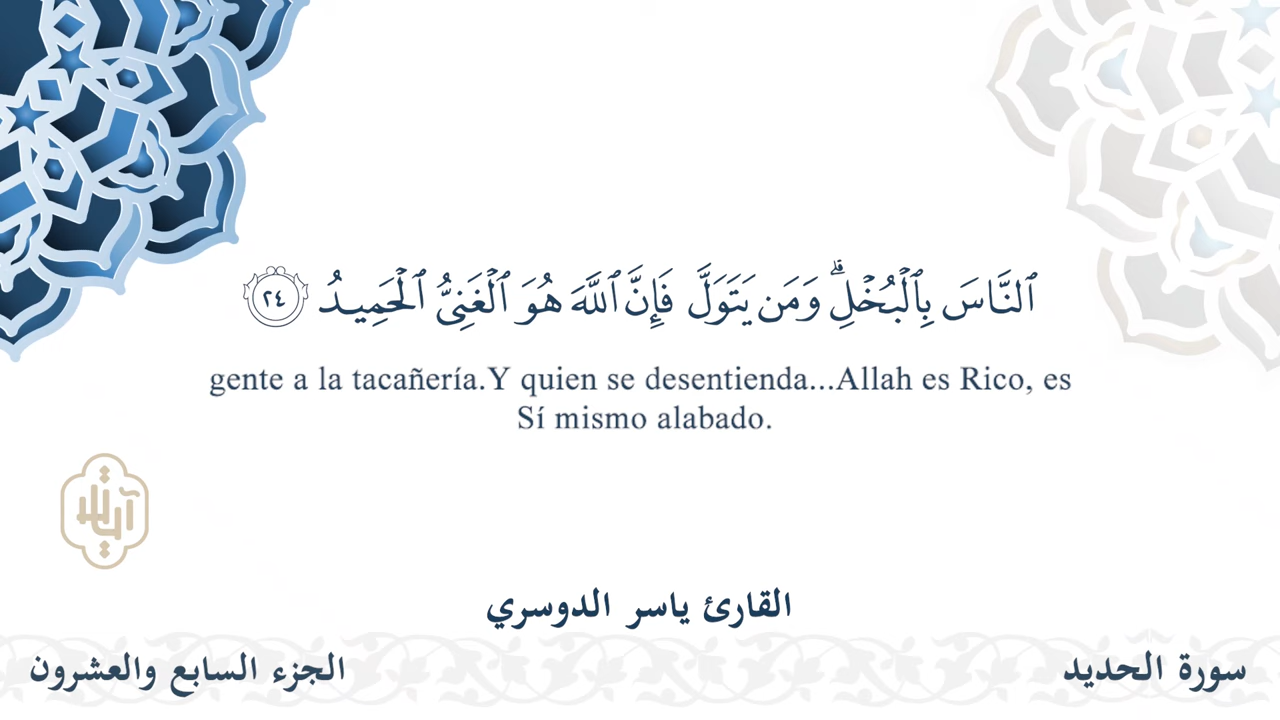 ٱلنَّاسَ بِٱلۡبُخۡلِۗ وَمَن يَتَوَلَّ فَإِنَّ ٱللَّهَ هُوَ ٱلۡغَنِيُّ ٱلۡحَمِيدُ ٢٤
gente a la tacañería.Y quien se desentienda...Allah es Rico, es
Sí mismo alabado.
القارئ ياسر الدوسري
سورة الحديد
الجزء السابع والعشرون